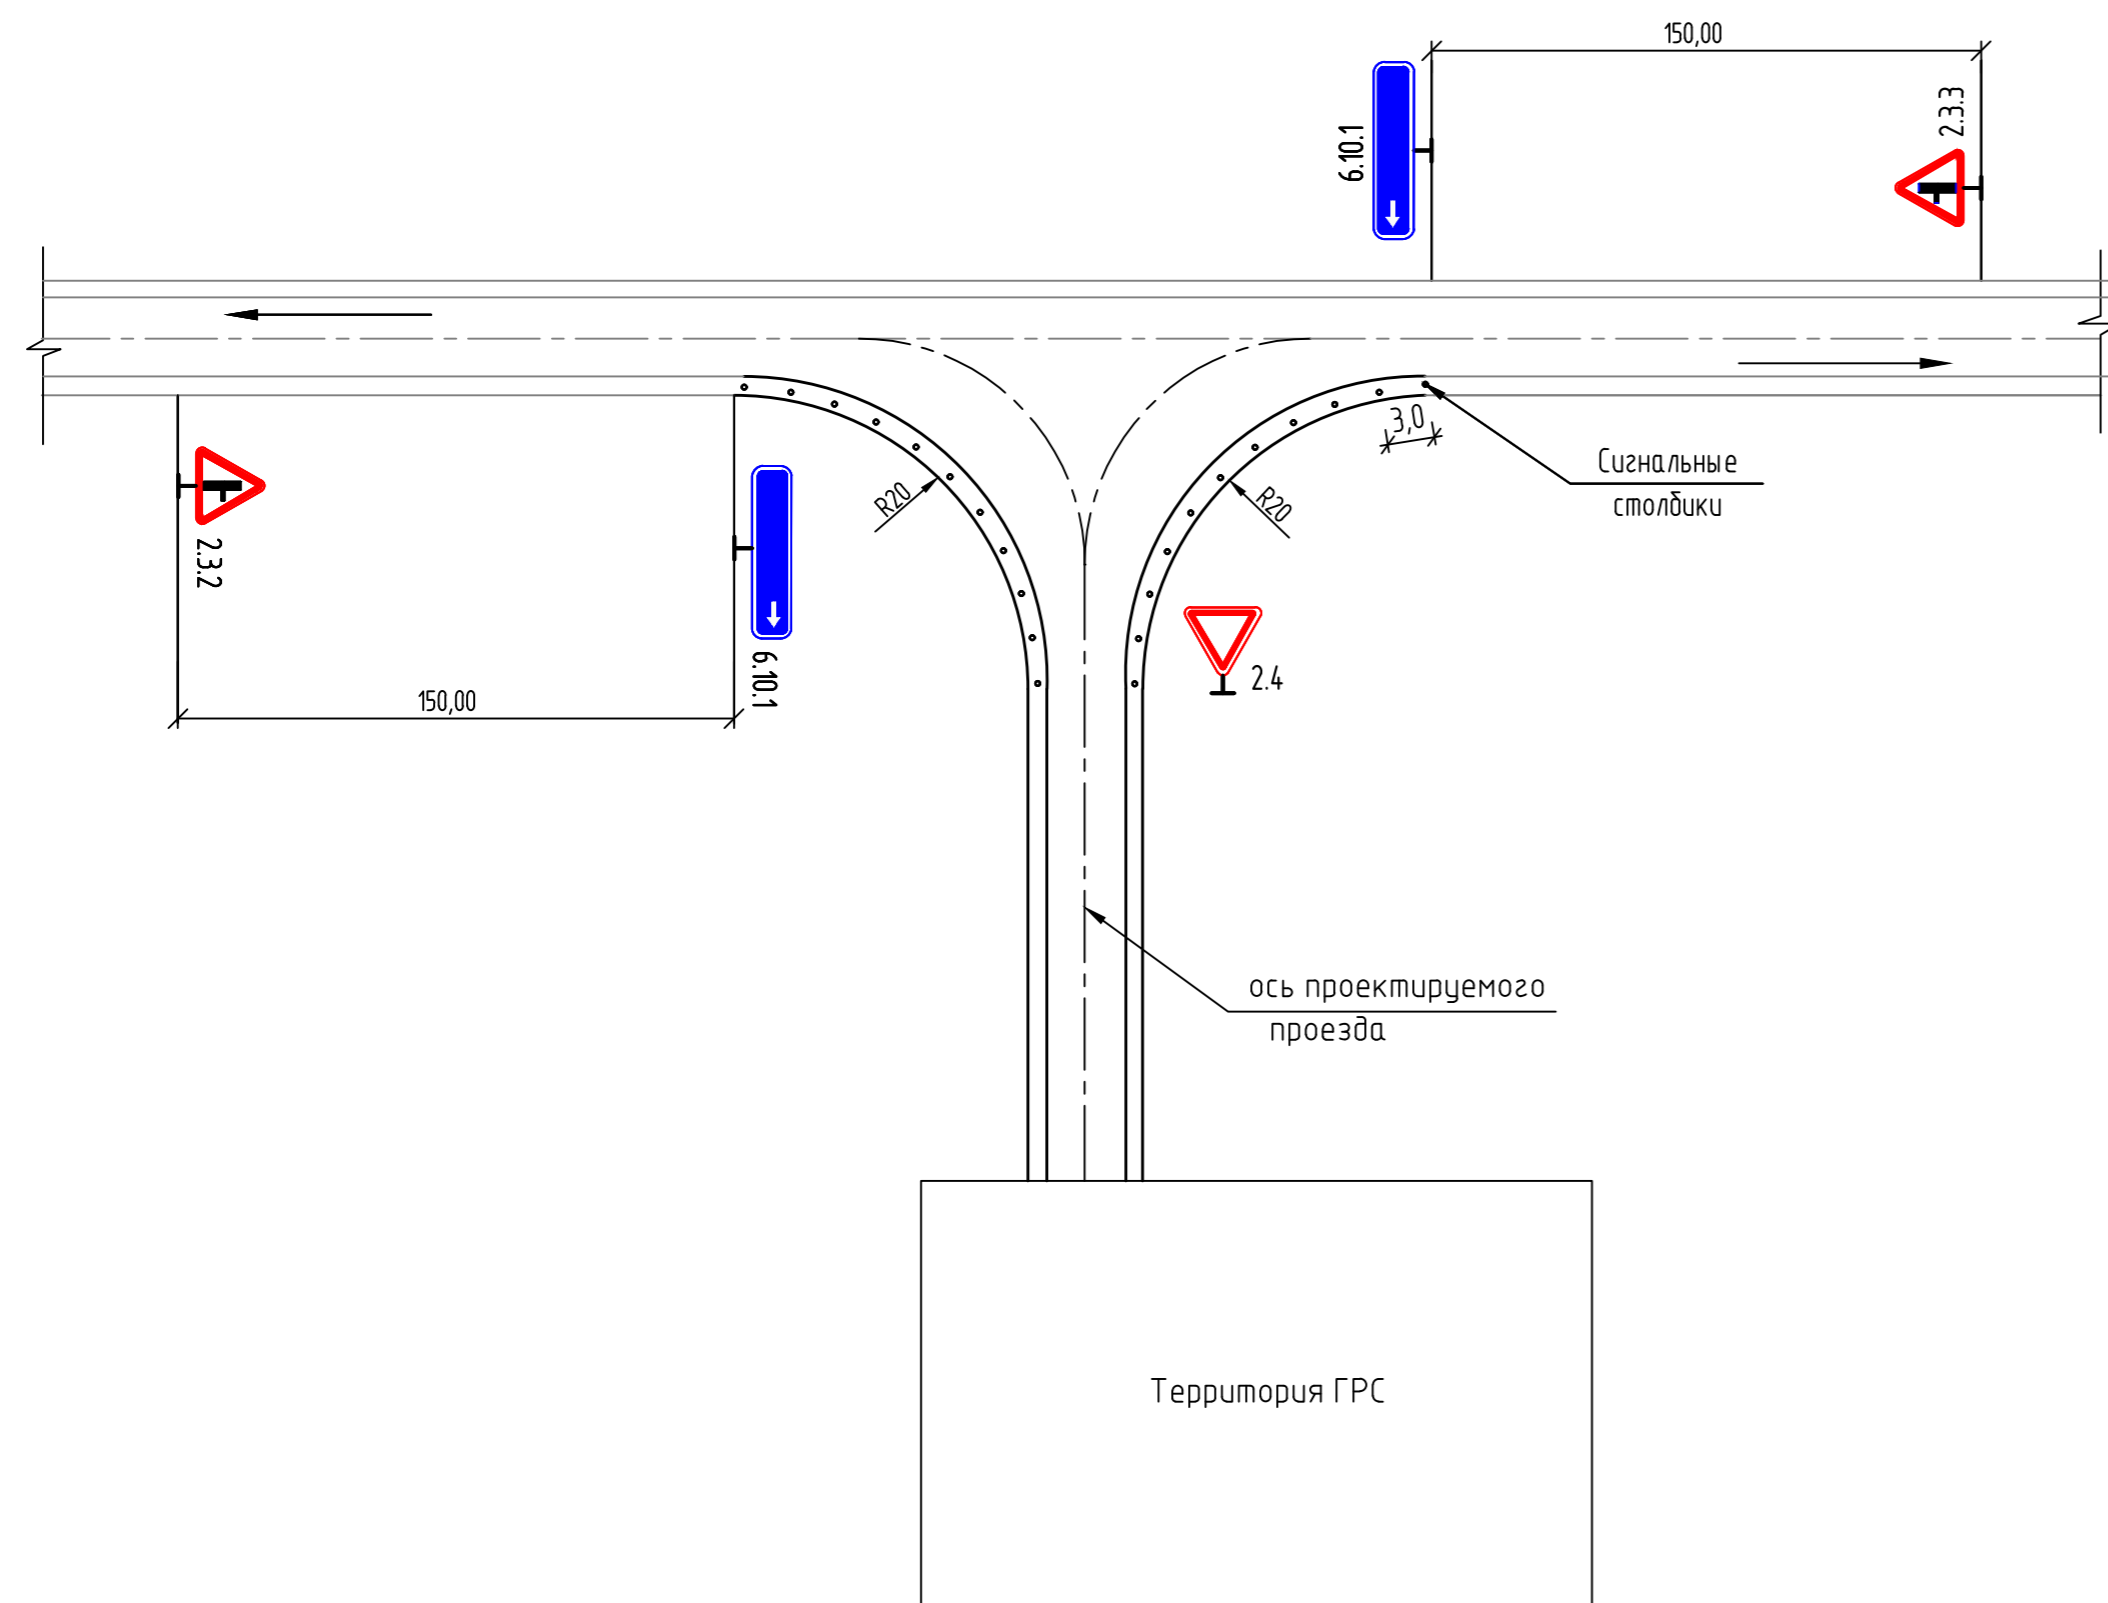 150,00
6.10.1
2.3.3
3,0
Сигнальные
столбики
R20
R20
2.3.2
6.10.1
2.4
150,00
ось проектируемого
проезда
Территория ГРС